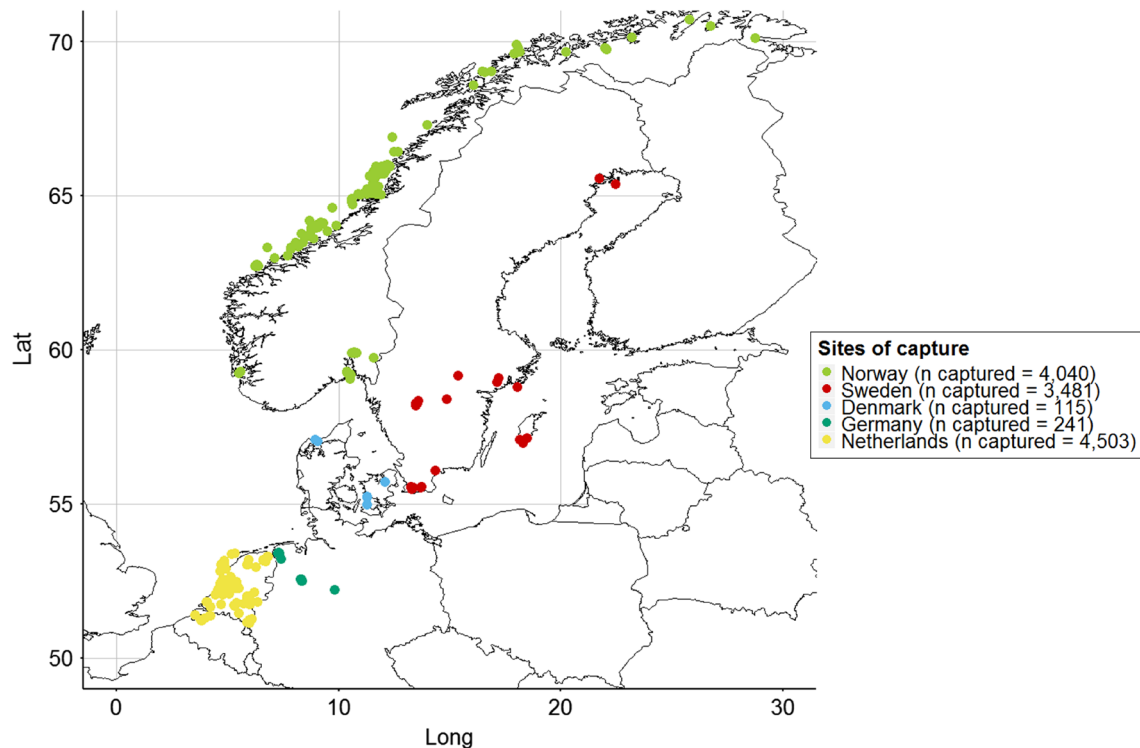 70
65
60
55
50
Lat
0
10
20
30
Long
Sites of capture
Norway (n captured = 4,040)
Sweden (n captured = 3,481)
Denmark (n captured = 115)
Germany (n captured = 241)
Netherlands (n captured = 4,503)